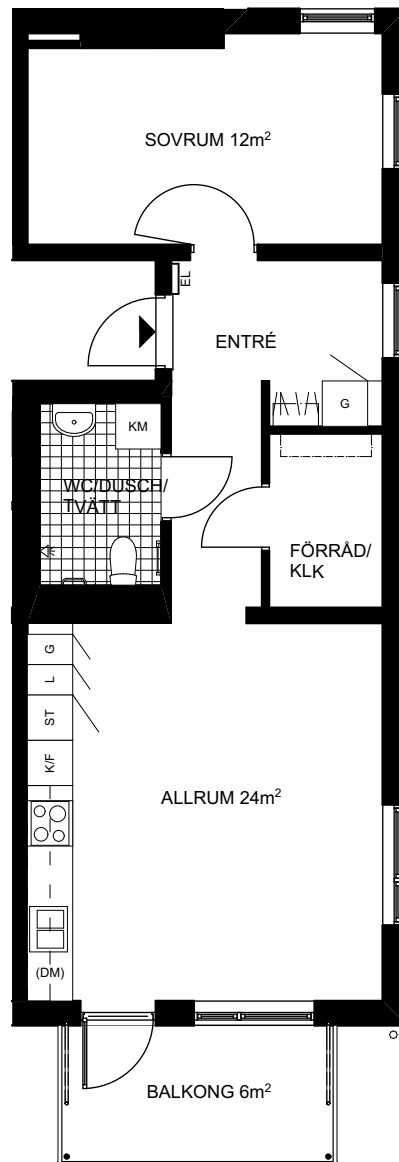 SOVRUM 12m²
EL
ENTRÉ
G
KM
WC/DUSCH/
TVÄTT
FÖRRÅD/
KLK
G
L
ST
K/F
ALLRUM 24m²
(DM)
BALKONG 6m²